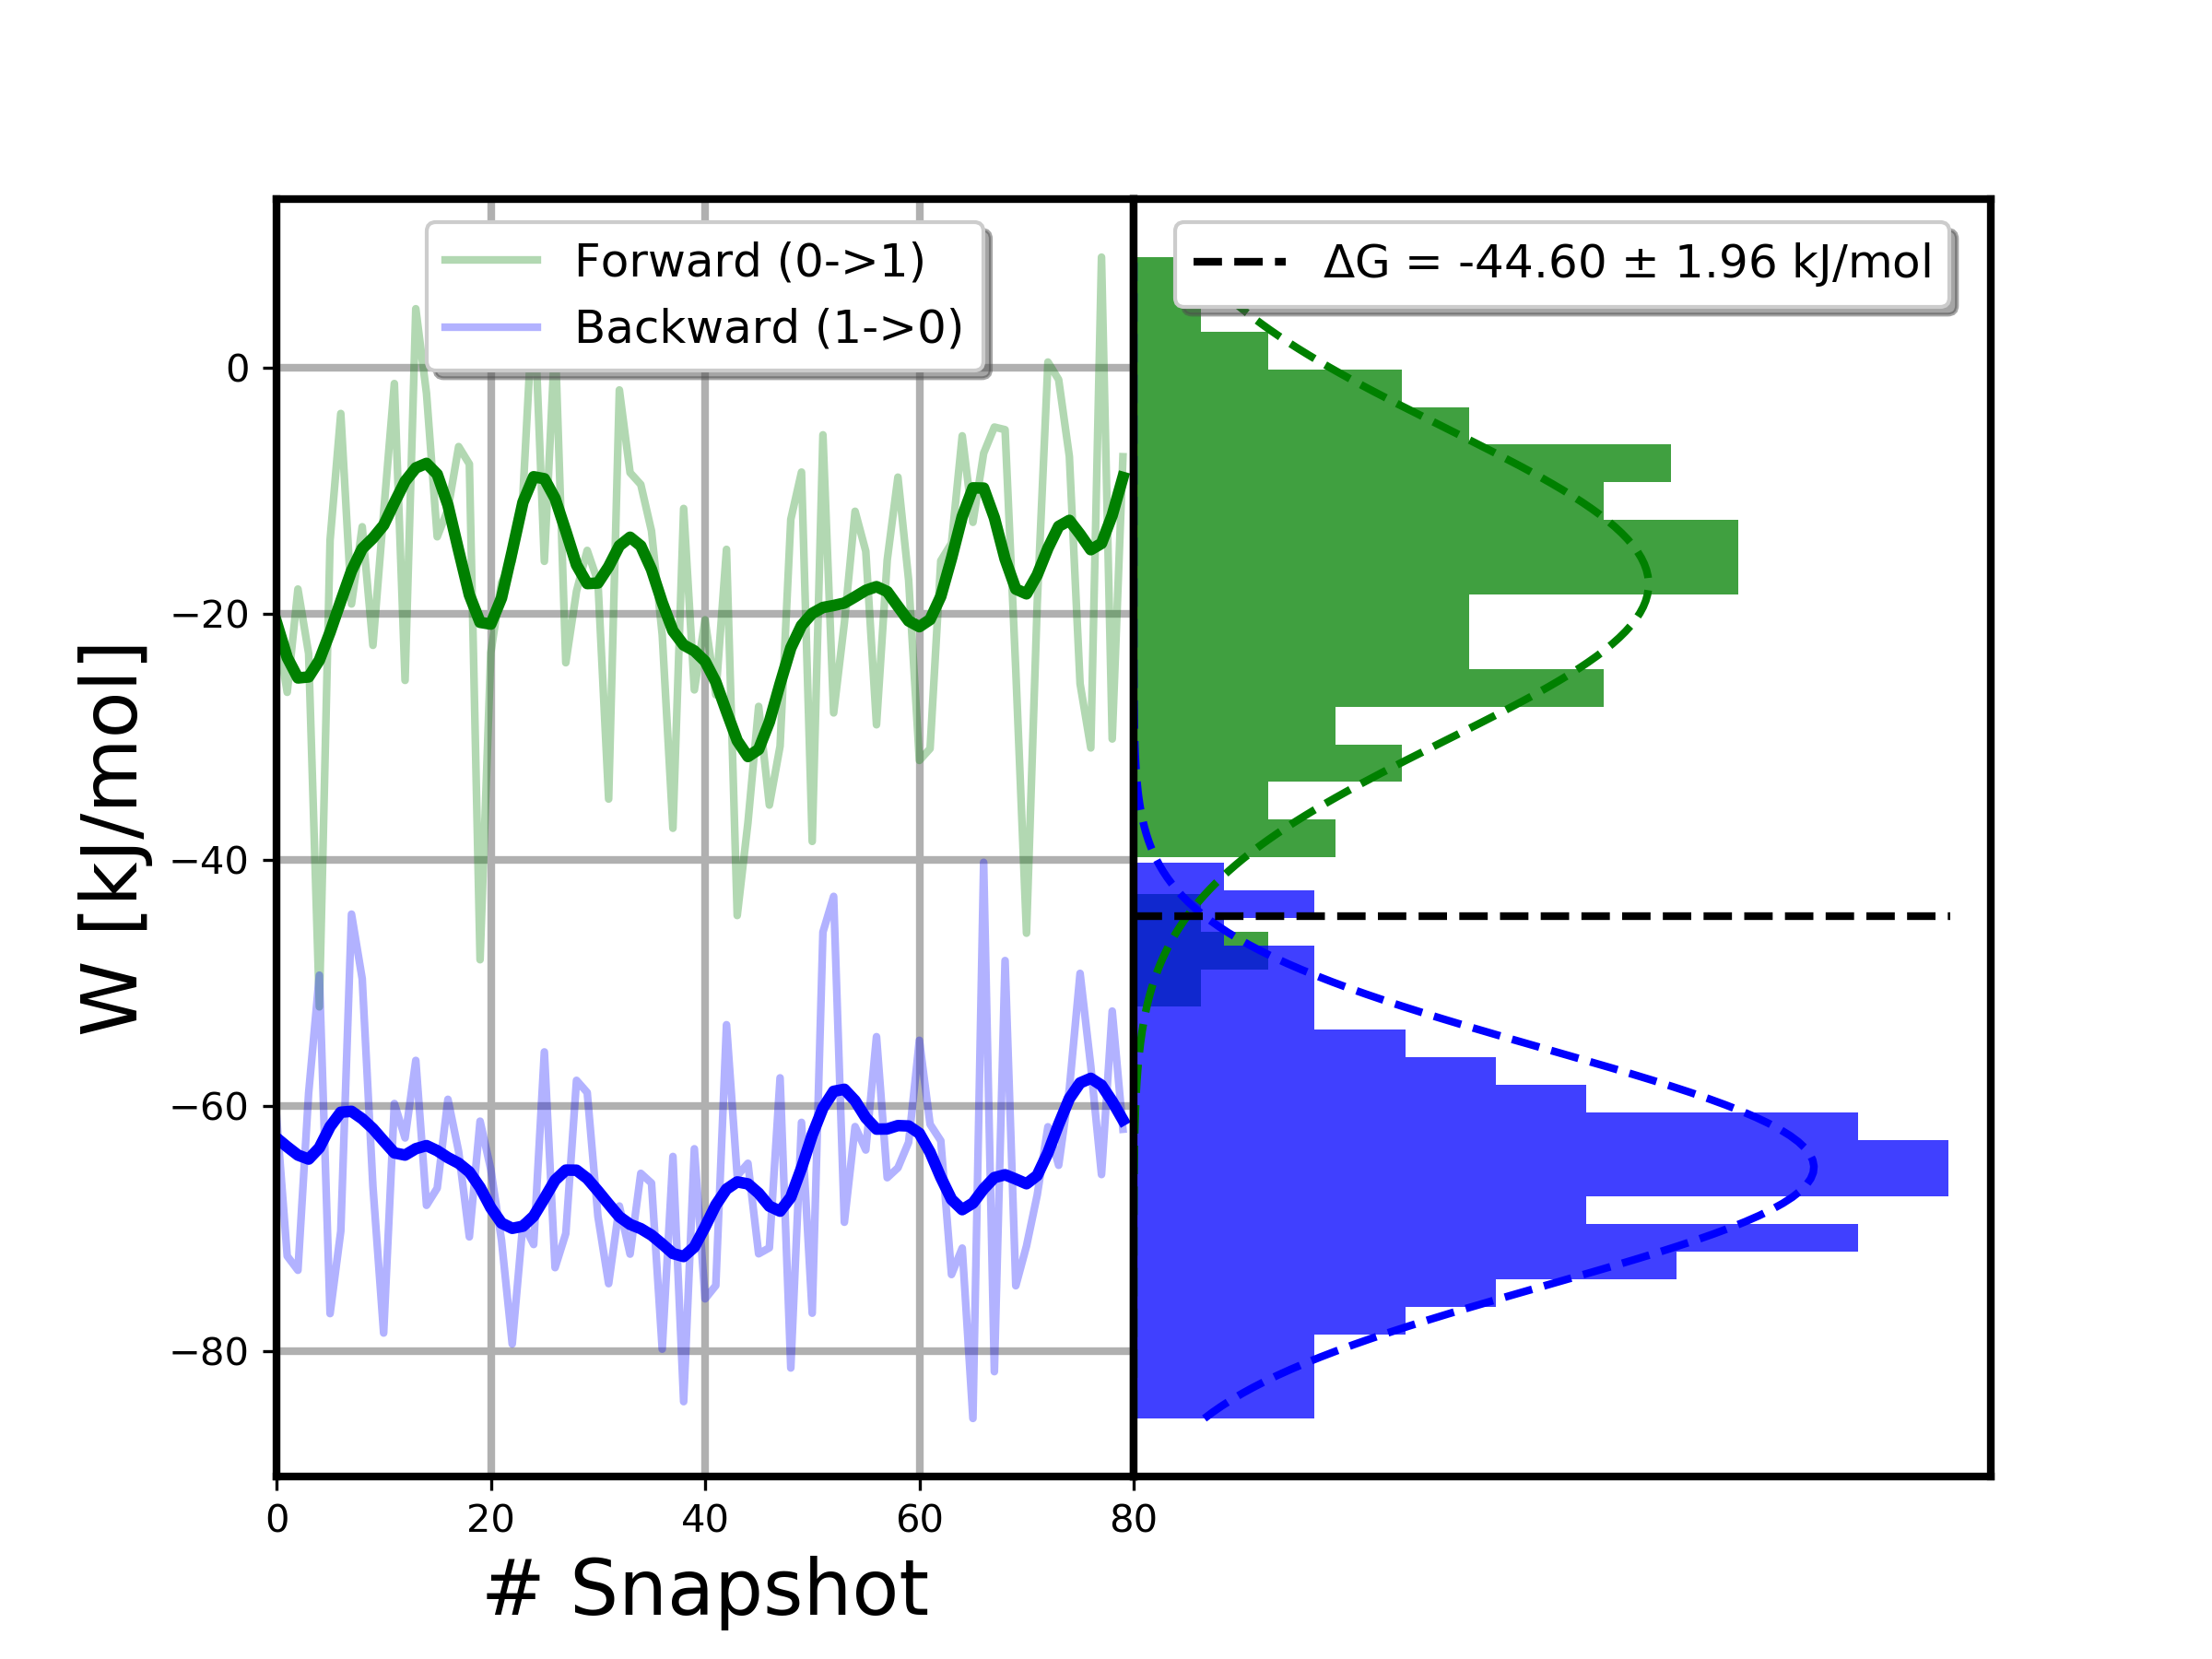 Forward (0->1)
Backward (1->0)
ΔG = -44.60 ± 1.96 kJ/mol
W [kJ/mol]
0
−20
−40
−60
−80
0 20 40 60 80
# Snapshot